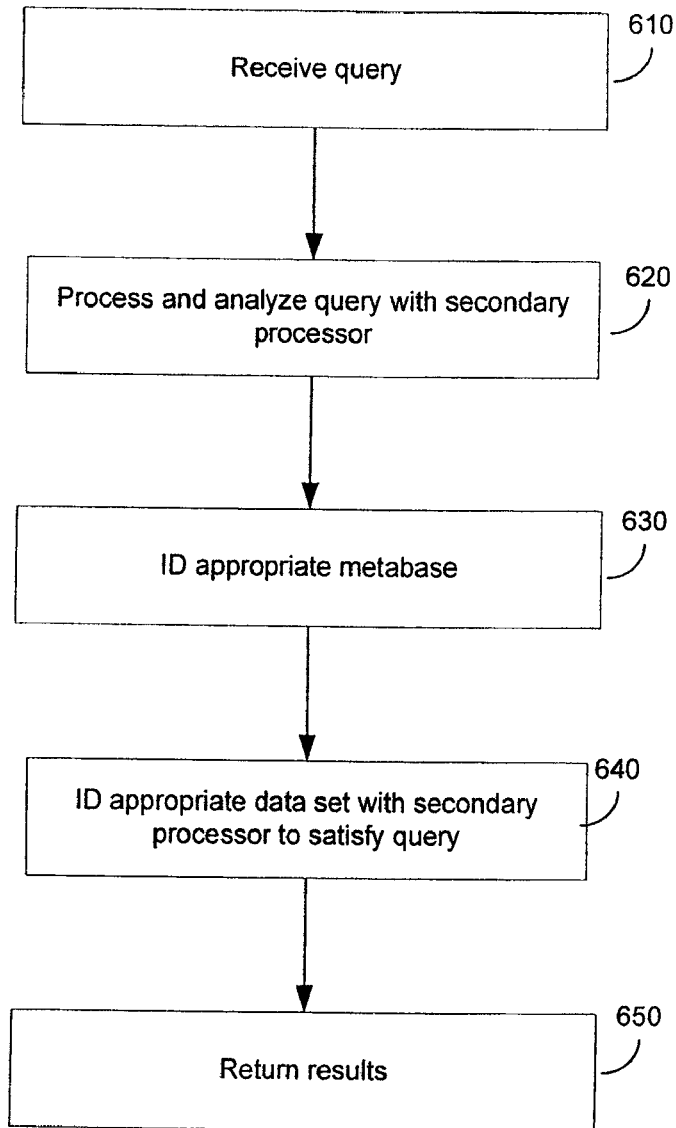 610
Receive query
620
Process and analyze query with secondary
processor
630
ID appropriate metabase
640
ID appropriate data set with secondary
processor to satisfy query
650
Return results